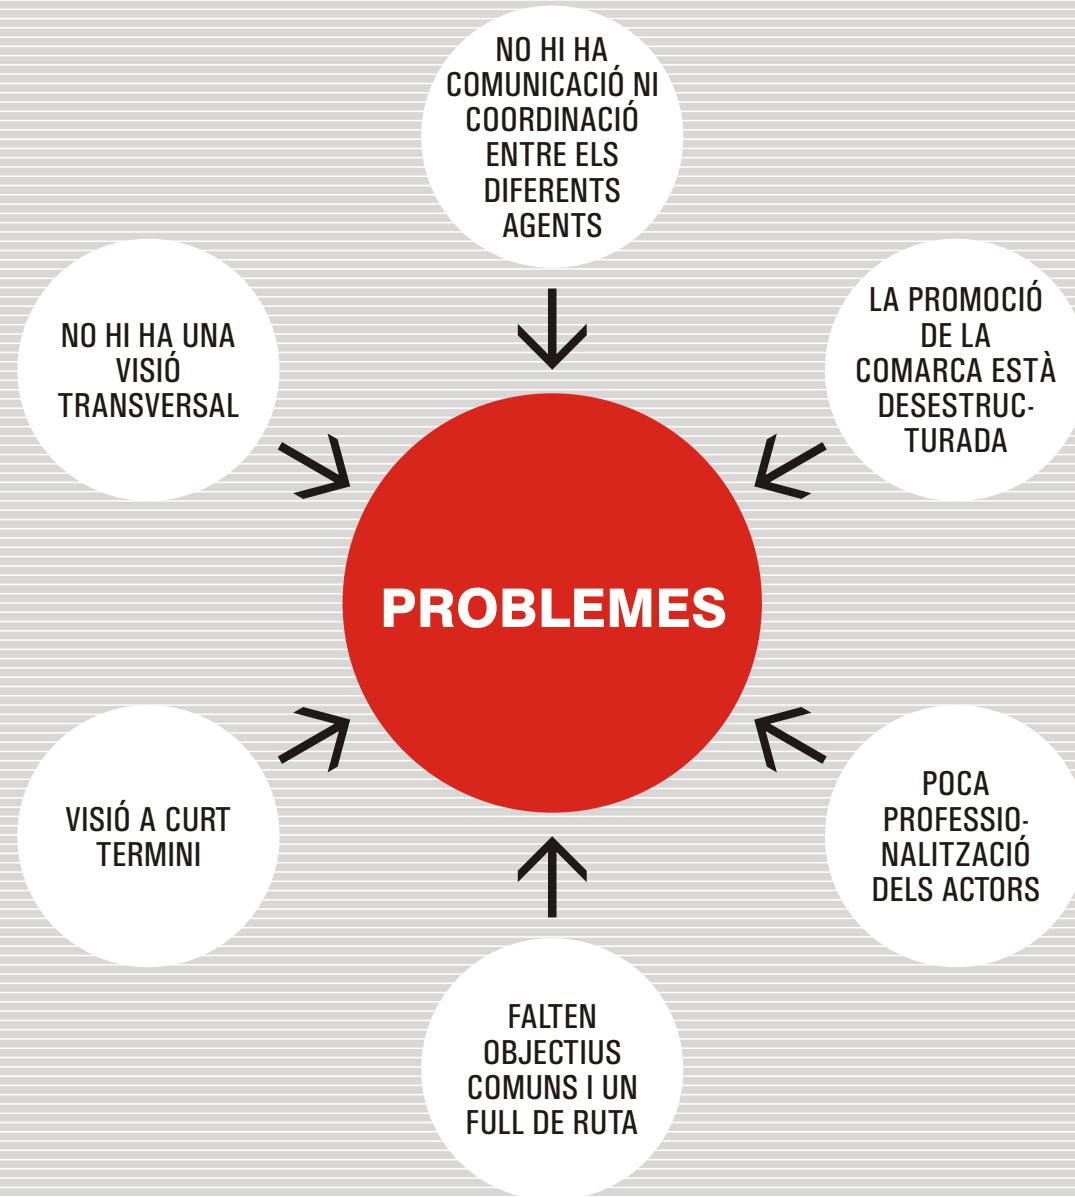 NO HI HA
COMUNICACIÓ NI
COORDINACIÓ
ENTRE ELS
DIFERENTS
AGENTS
NO HI HA UNA
VISIÓ
TRANSVERSAL
LA PROMOCIÓ
DE LA
COMARCA ESTÀ
DESESTRUC-
TURADA
PROBLEMES
VISIÓ A CURT
TERMINI
POCA
PROFESSIO-
NALITZACIÓ
DELS ACTORS
FALTEN
OBJECTIUS
COMUNS I UN
FULL DE RUTA